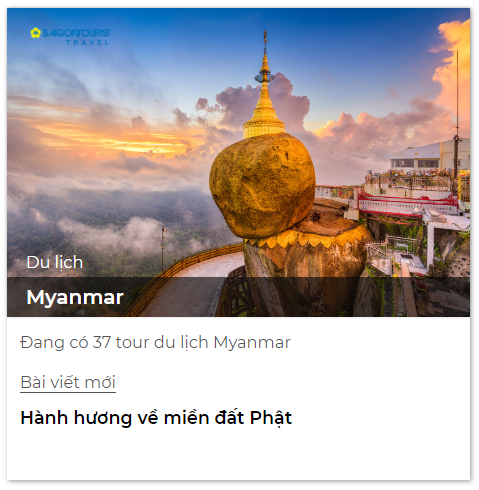 SAIGONTOURIST
TRAVEL
Du lịch
Myanmar
Đang có 37 tour du lịch Myanmar
Bài viết mới
Hành hương về miền đất Phật